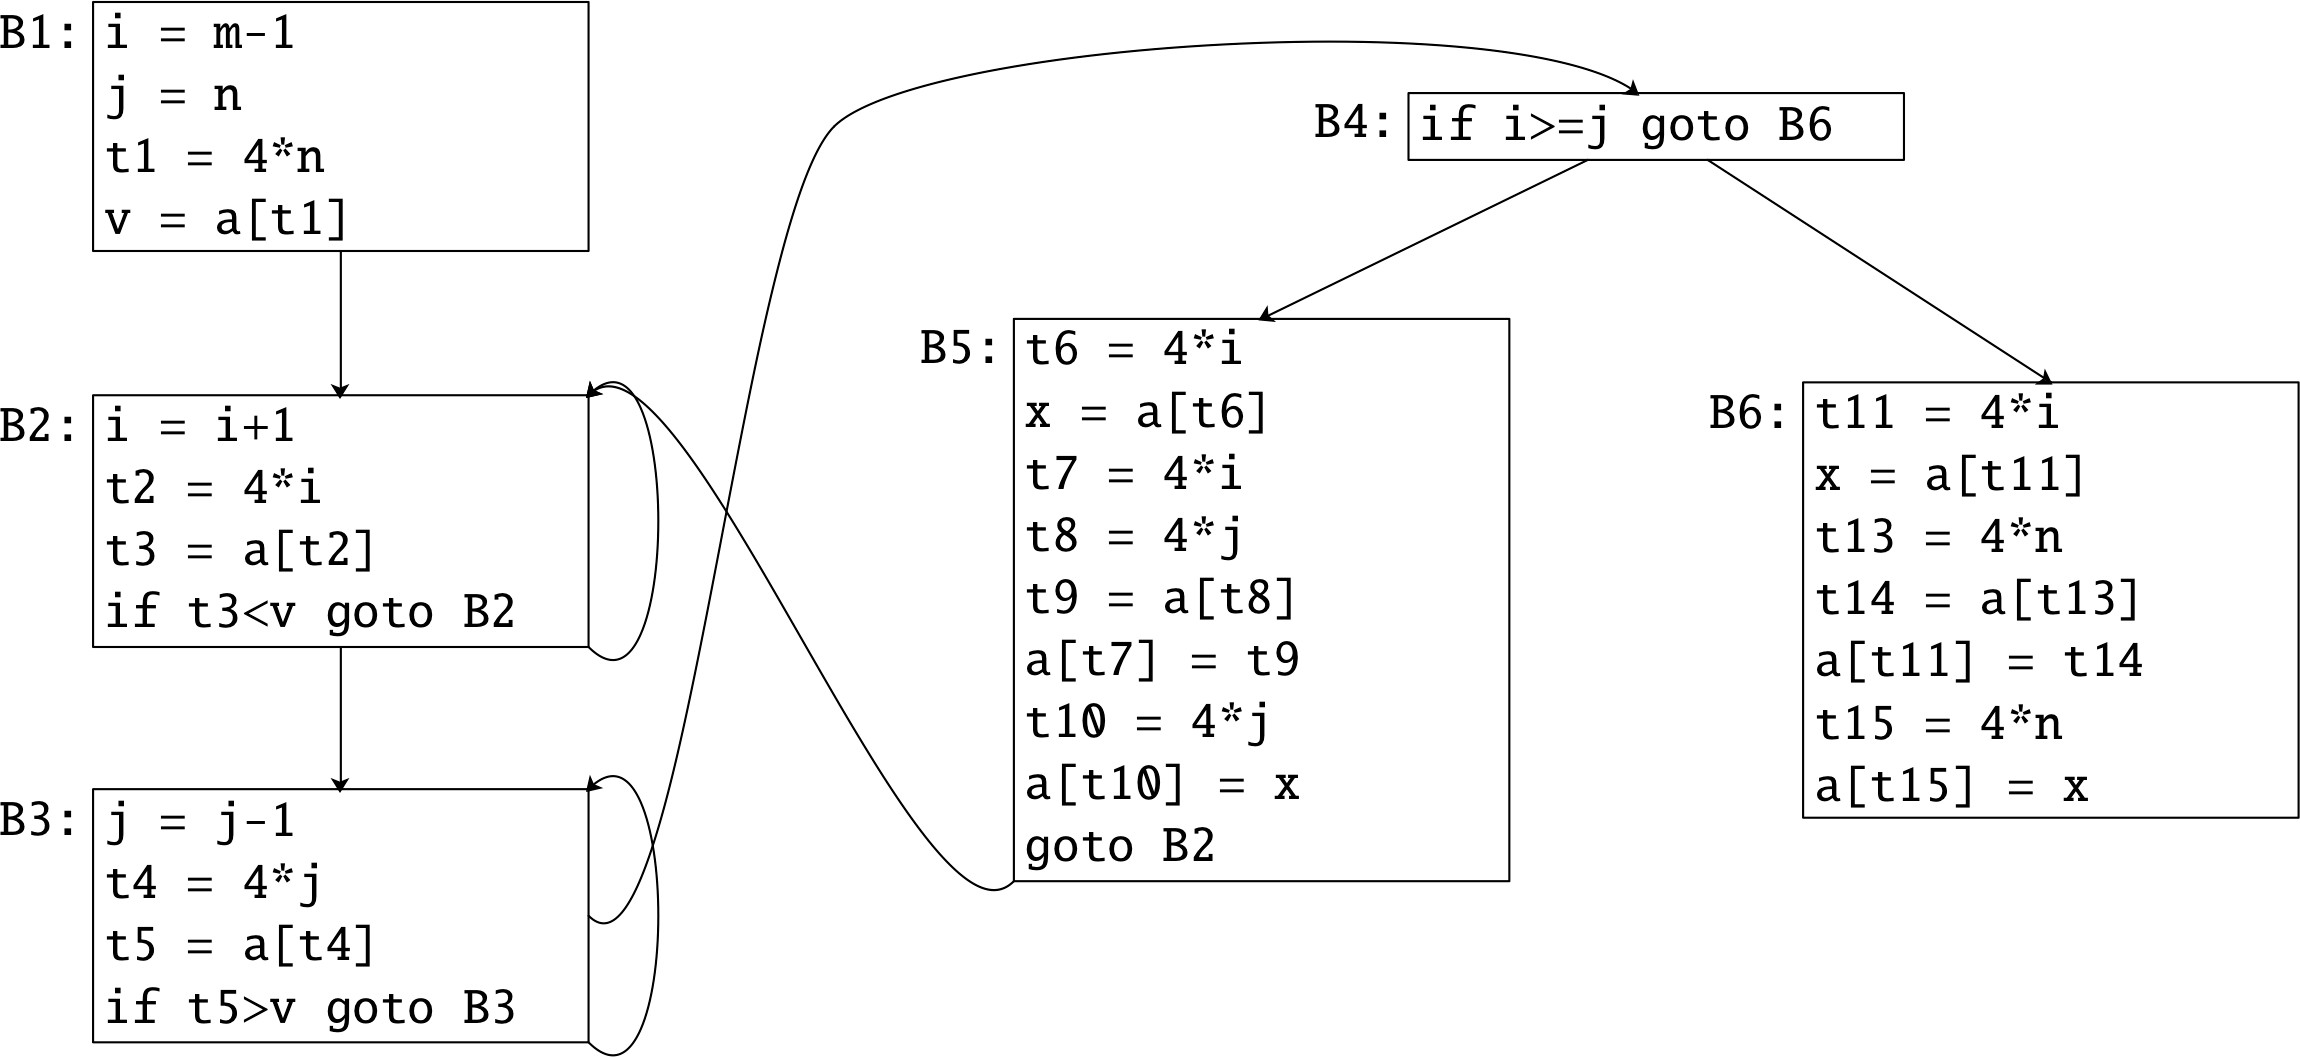 B1:
i = m-1
j = n
t1 = 4*n
v = a[t1]
B2:
i = i+1
t2 = 4*i
t3 = a[t2]
if t3<v goto B2
B3:
j = j-1
t4 = 4*j
t5 = a[t4]
if t5>v goto B3
B4:
if i>=j goto B6
B5:
t6 = 4*i
x = a[t6]
t7 = 4*i
t8 = 4*j
t9 = a[t8]
a[t7] = t9
t10 = 4*j
a[t10] = x
goto B2
B6:
t11 = 4*i
x = a[t11]
t13 = 4*n
t14 = a[t13]
a[t11] = t14
t15 = 4*n
a[t15] = x